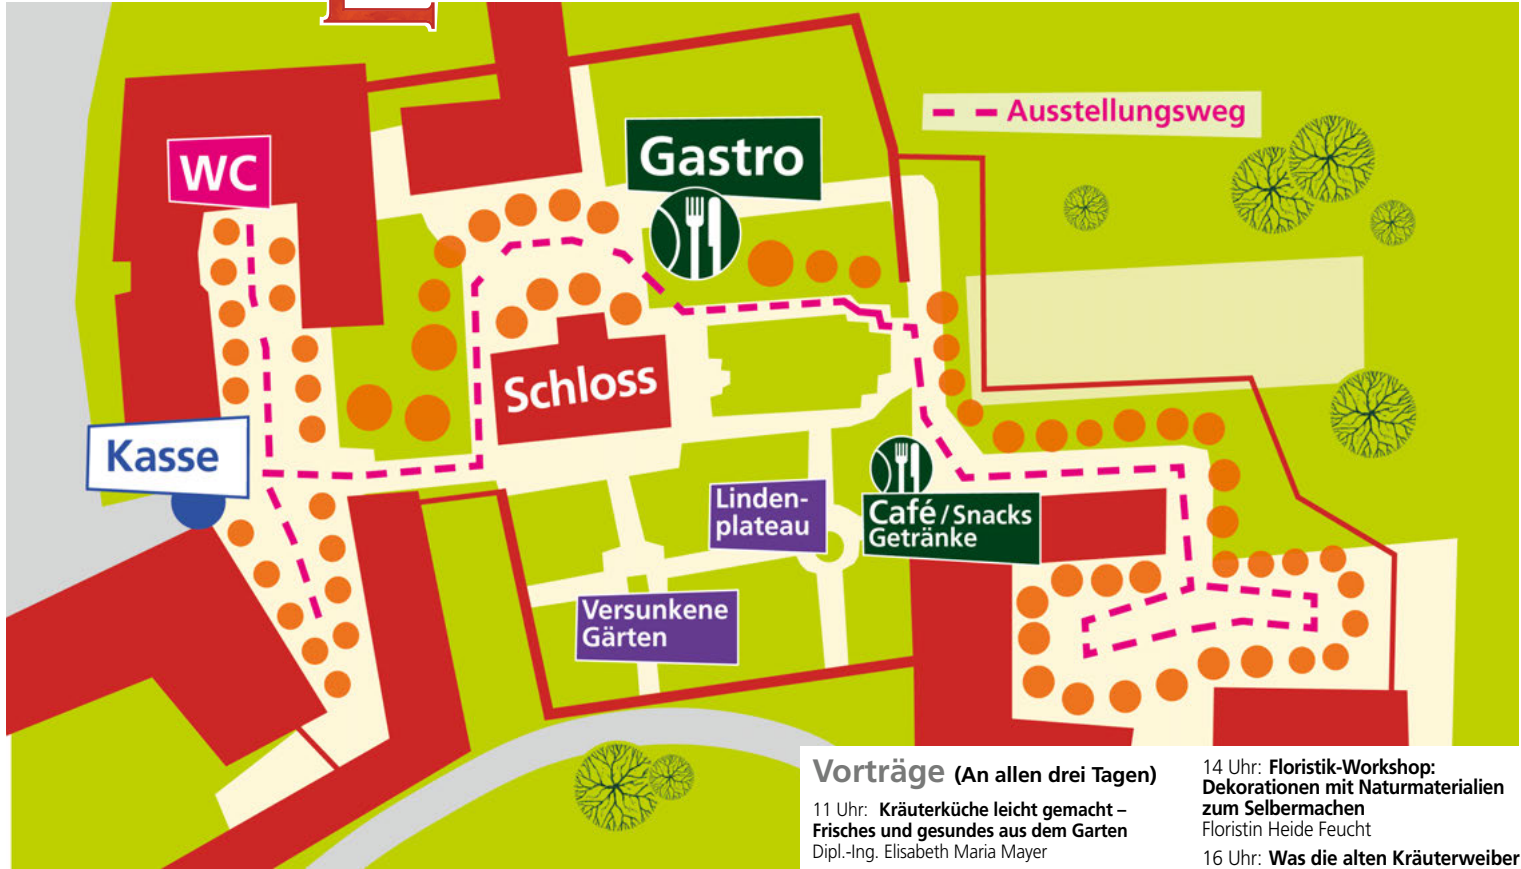 Ausstellungsweg
WC
Gastro
Schloss
Kasse
Linden-
plateau
Café / Snacks
Getränke
Versunkene
Gärten
Vorträge (An allen drei Tagen)
11 Uhr: Kräuterküche leicht gemacht –
Frisches und gesundes aus dem Garten
Dipl.-Ing. Elisabeth Maria Mayer
14 Uhr: Floristik-Workshop:
Dekorationen mit Naturmaterialien
zum Selbermachen
Floristin Heide Feucht
16 Uhr: Was die alten Kräuterweiber